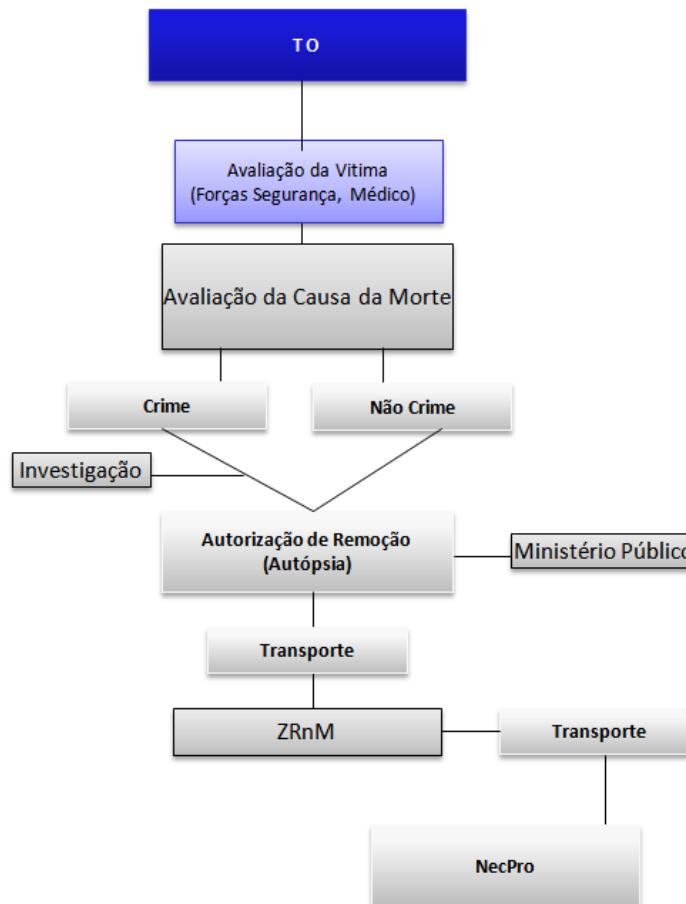 TO
Avaliação da Vitima
(Forças Segurança, Médico)
Avaliação da Causa da Morte
Crime
Não Crime
Investigação
Autorização de Remoção
(Autópsia)
Ministério Público
Transporte
ZRnM
Transporte
NecPro